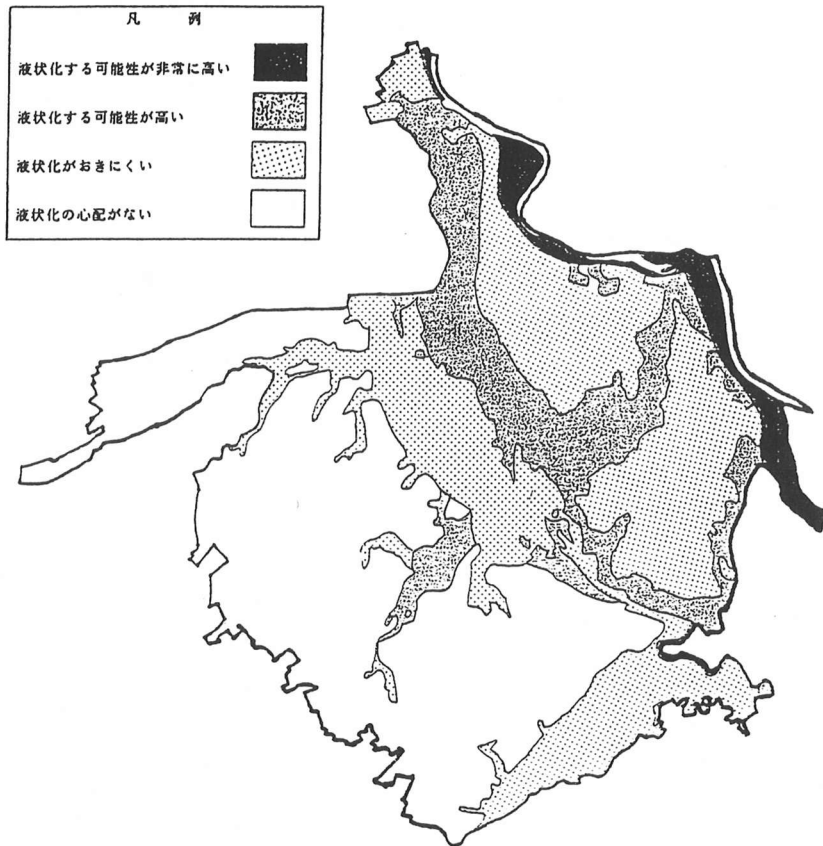 凡 例
液状化する可能性が非常に高い
液状化する可能性が高い
液状化がおきにくい
液状化の心配がない